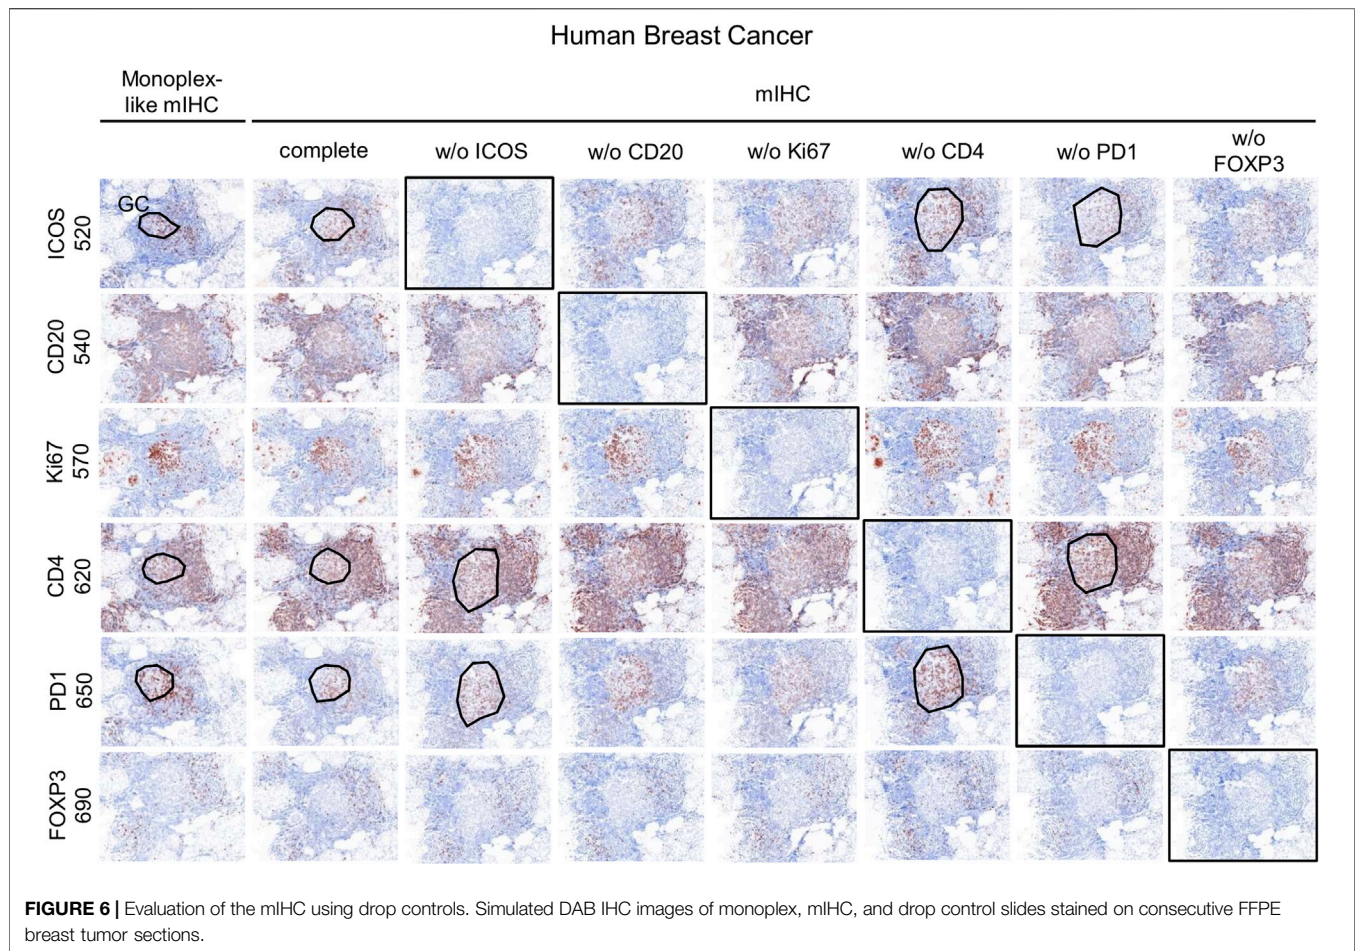 Human Breast Cancer
Monoplex-
like mIHC
mIHC
complete
w/o ICOS
w/o CD20
w/o Ki67
w/o CD4
w/o PD1
w/o
FOXP3
GC
ICOS
520
CD20
540
Ki67
570
CD4
620
PD1
650
FOXP3
690
FIGURE 6 | Evaluation of the mIHC using drop controls. Simulated DAB IHC images of monoplex, mIHC, and drop control slides stained on consecutive FFPE
breast tumor sections.